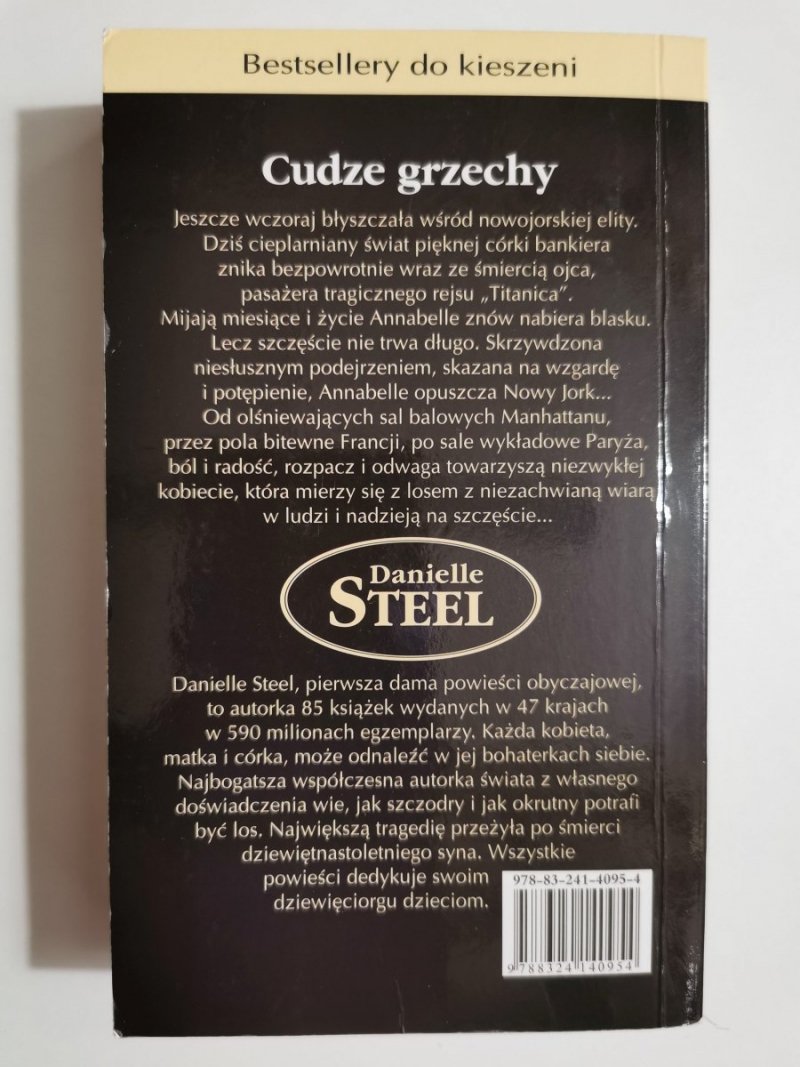 Bestsellery do kieszeni
Cudze grzechy
Jeszcze wczoraj błyszczała wśród nowojorskiej elity.
Dziś cieplarniany świat pięknej córki bankiera
znika bezpowrotnie wraz ze śmiercią ojca,
pasażera tragicznego rejsu „Titanica”.
Mijają miesiące i życie Annabelle znów nabiera blasku.
Lecz szczęście nie trwa długo. Skrzywdzona
niesłusznym podejrzeniem, skazana na wzgardę
i potępienie, Annabelle opuszcza Nowy Jork...
Od olśniewających sal balowych Manhattanu,
przez pola bitewne Francji, po sale wykładowe Paryża,
ból i radość, rozpacz i odwaga towarzyszą niezwykłej
kobiecie, która mierzy się z losem z niezachwianą wiarą
w ludzi i nadzieją na szczęście...
Danielle
STEEL
Danielle Steel, pierwsza dama powieści obyczajowej,
to autorka 85 książek wydanych w 47 krajach
w 590 milionach egzemplarzy. Każda kobieta,
matka i córka, może odnaleźć w jej bohaterkach siebie.
Najbogatsza współczesna autorka świata z własnego
doświadczenia wie, jak szczodry i jak okrutny potrafi
być los. Największą tragedię przeżyła po śmierci
dziewiętnastoletniego syna. Wszystkie
powieści dedykuje swoim
dziewięciorgu dzieciom.
978-83-241-4095-4
9 788324 140954